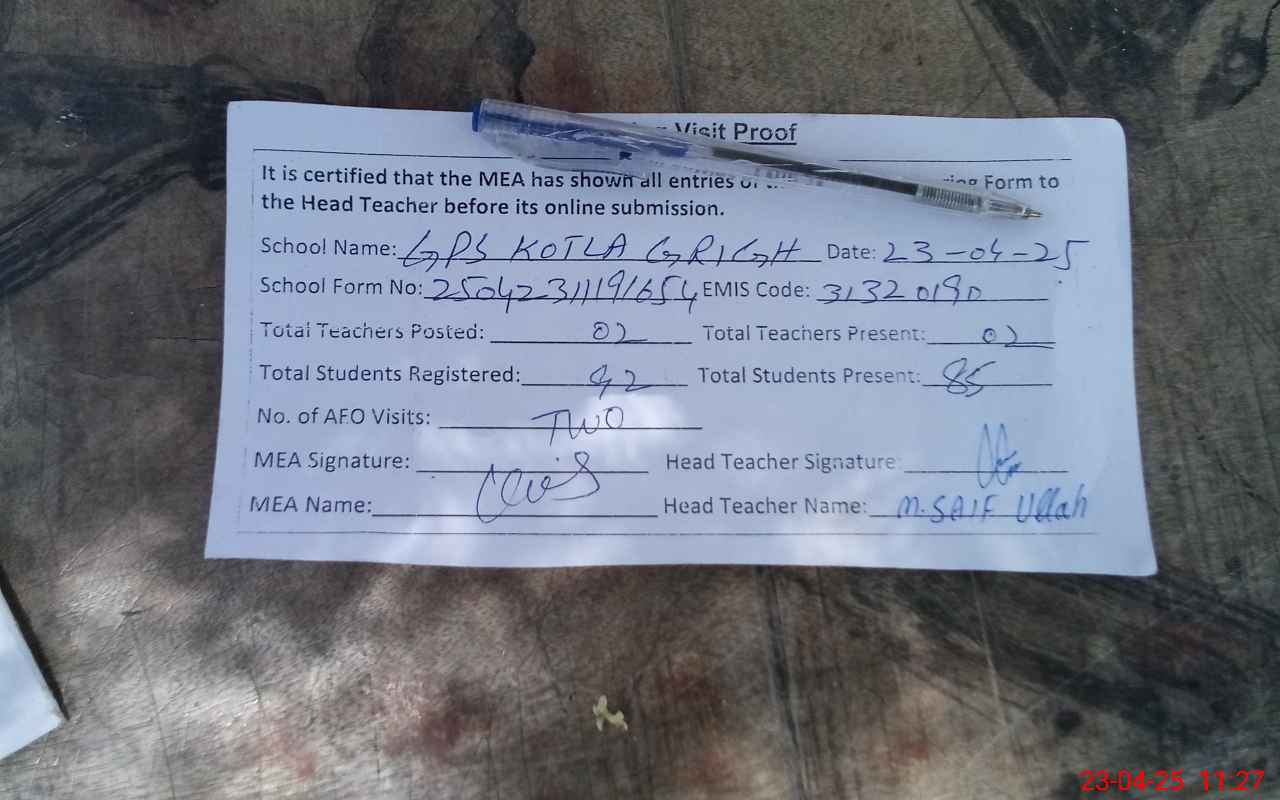 Visit Proof
It is certified that the MEA has shown all entries of Form to
the Head Teacher before its online submission.
School Name: GPS KOTLA GRIGH Date: 23-04-25
School Form No: 25042311191654 EMIS Code: 31320190
Total Teachers Posted: 02 Total Teachers Present: 02
Total Students Registered: 92 Total Students Present: 85
No. of AEO Visits: TWO
MEA Signature: Head Teacher Signature:
MEA Name: Head Teacher Name: M. SAIF Ullah
23-04-25 11:27